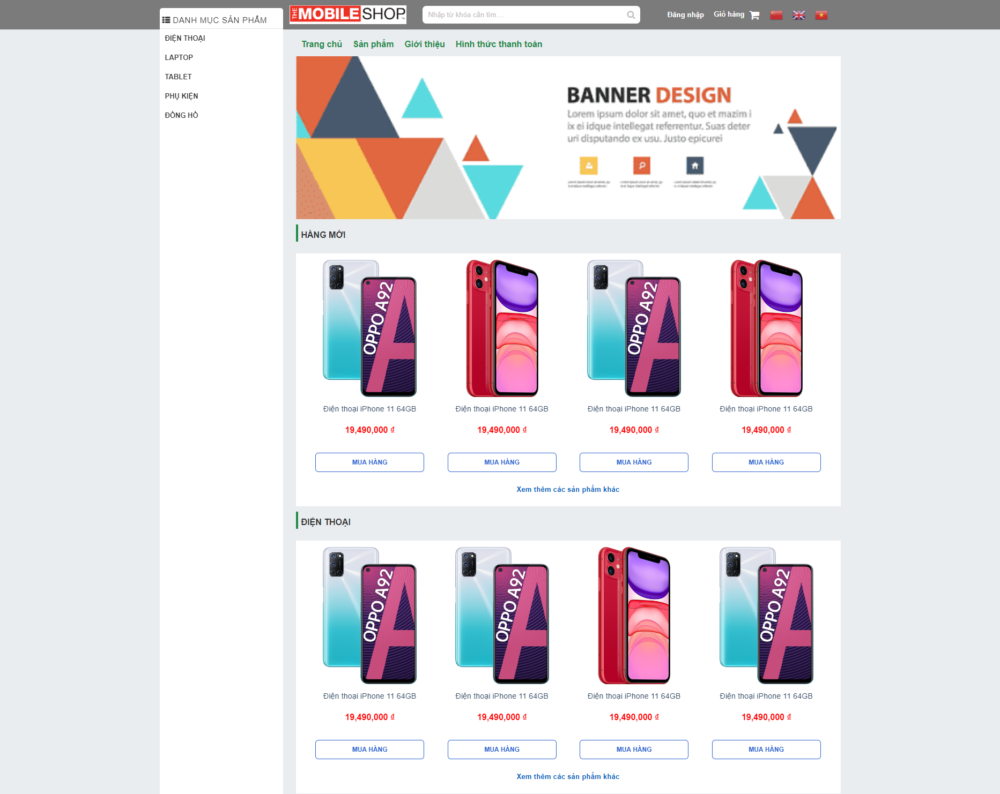 DANH MỤC SẢN PHẨM
THE MOBILE SHOP ™
Nhập từ khóa cần tìm....
Đăng nhập
Giỏ hàng
ĐIỆN THOẠI
LAPTOP
TABLET
PHỤ KIỆN
ĐỒNG HỒ
Trang chủ Sản phẩm Giới thiệu Hình thức thanh toán
BANNER DESIGN
Lorem ipsum dolor sit amet, quo et mazim i
ix ei idque intellegat referrentur. Suas deter
uri disputando ex usu. Justo epicurei
HÀNG MỚI
OPPO A92
OPPO A92
Điện thoại iPhone 11 64GB Điện thoại iPhone 11 64GB Điện thoại iPhone 11 64GB Điện thoại iPhone 11 64GB
19,490,000 ₫ 19,490,000 ₫ 19,490,000 ₫ 19,490,000 ₫
MUA HÀNG MUA HÀNG MUA HÀNG MUA HÀNG
Xem thêm các sản phẩm khác
ĐIỆN THOẠI
OPPO A92
OPPO A92
OPPO A92
Điện thoại iPhone 11 64GB Điện thoại iPhone 11 64GB Điện thoại iPhone 11 64GB Điện thoại iPhone 11 64GB
19,490,000 ₫ 19,490,000 ₫ 19,490,000 ₫ 19,490,000 ₫
MUA HÀNG MUA HÀNG MUA HÀNG MUA HÀNG
Xem thêm các sản phẩm khác